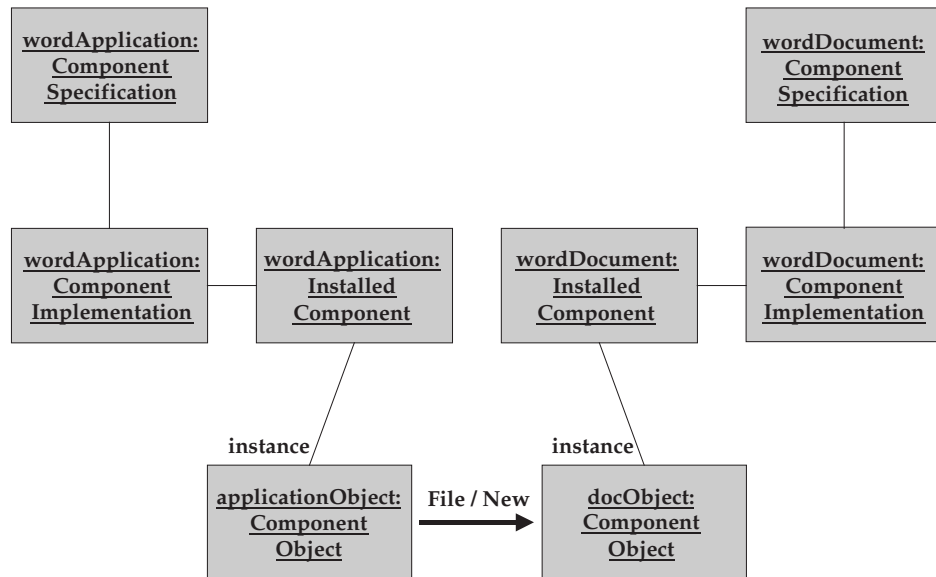 wordApplication:
Component
Specification
wordDocument:
Component
Specification
wordApplication:
Component
Implementation
wordApplication:
Installed
Component
wordDocument:
Installed
Component
wordDocument:
Component
Implementation
instance
instance
applicationObject:
Component
Object
File / New
docObject:
Component
Object